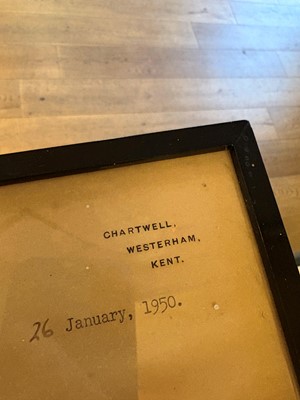 CHARTWELL,
WESTERHAM,
KENT.
26 January, 1950.